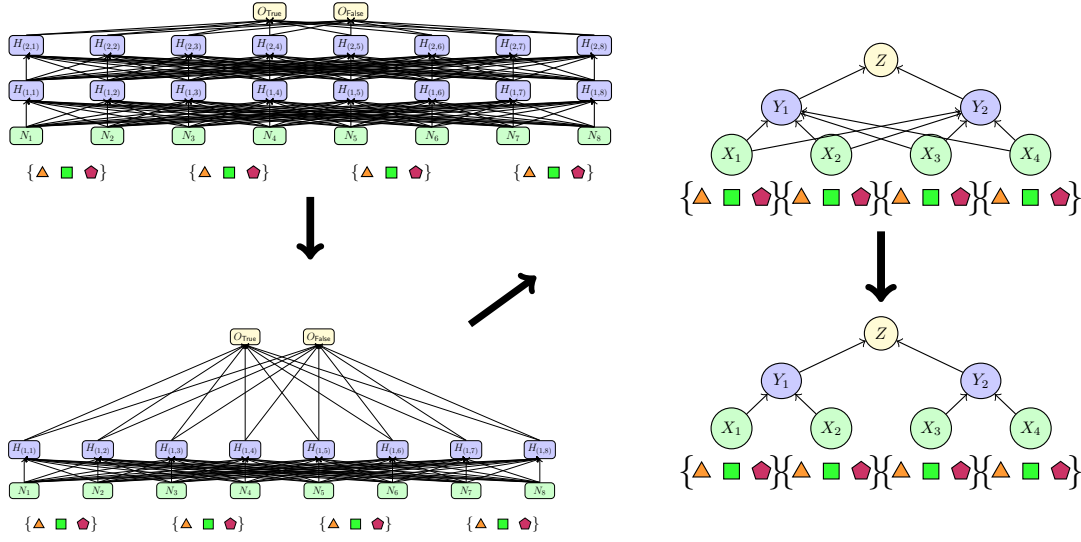 O_True O_False
H_(2,1) H_(2,2) H_(2,3) H_(2,4) H_(2,5) H_(2,6) H_(2,7) H_(2,8)
H_(1,1) H_(1,2) H_(1,3) H_(1,4) H_(1,5) H_(1,6) H_(1,7) H_(1,8)
N_1 N_2 N_3 N_4 N_5 N_6 N_7 N_8
{ } { } { } { }
O_True O_False
H_(1,1) H_(1,2) H_(1,3) H_(1,4) H_(1,5) H_(1,6) H_(1,7) H_(1,8)
N_1 N_2 N_3 N_4 N_5 N_6 N_7 N_8
{ } { } { } { }
Z
Y_1 Y_2
X_1 X_2 X_3 X_4
{ } { } { } { }
Z
Y_1 Y_2
X_1 X_2 X_3 X_4
{ } { } { } { }